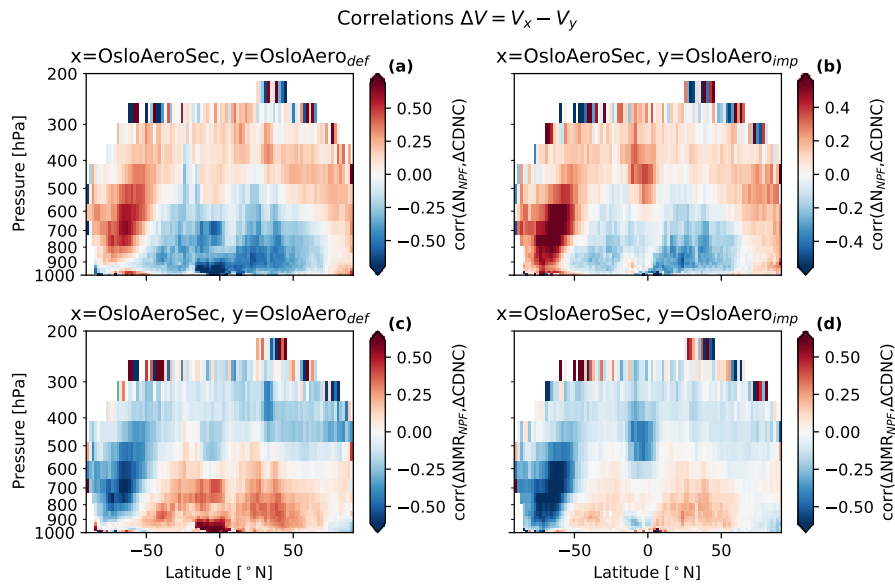 Correlations ΔV = Vₓ − Vᵧ
x=OsloAeroSec, y=OsloAero_def (a)
x=OsloAeroSec, y=OsloAero_imp (b)
200
300
400
500
600
700
800
900
1000
Pressure [hPa]
0.50
0.25
0.00
−0.25
−0.50
corr(ΔN_NPF,ΔCDNC)
0.4
0.2
0.0
−0.2
−0.4
corr(ΔN_NPF,ΔCDNC)
x=OsloAeroSec, y=OsloAero_def (c)
x=OsloAeroSec, y=OsloAero_imp (d)
200
300
400
500
600
700
800
900
1000
Pressure [hPa]
0.50
0.25
0.00
−0.25
−0.50
corr(ΔNMR_NPF,ΔCDNC)
0.50
0.25
0.00
−0.25
−0.50
corr(ΔNMR_NPF,ΔCDNC)
−50 0 50
Latitude [°N]
−50 0 50
Latitude [°N]